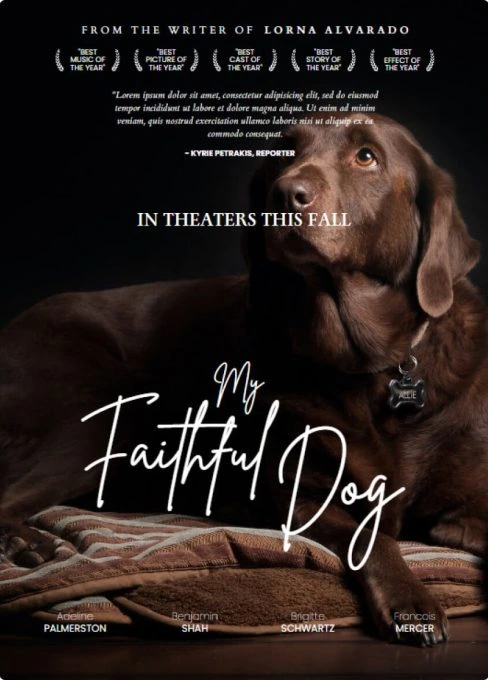 FROM THE WRITER OF LORNA ALVARADO
"BEST MUSIC OF THE YEAR"
"BEST PICTURE OF THE YEAR"
"BEST CAST OF THE YEAR"
"BEST STORY OF THE YEAR"
"BEST EFFECT OF THE YEAR"
"Lorem ipsum dolor sit amet, consectetur adipisicing elit, sed do eiusmod
tempor incididunt ut labore et dolore magna aliqua. Ut enim ad minim
veniam, quis nostrud exercitation ullamco laboris nisi ut aliquip ex ea
commodo consequat.
- KYRIE PETRAKIS, REPORTER
IN THEATERS THIS FALL
ALLIE
My
Faithful Dog
Adeline PALMERSTON
Benjamin SHAH
Brigitte SCHWARTZ
Francois MERCER